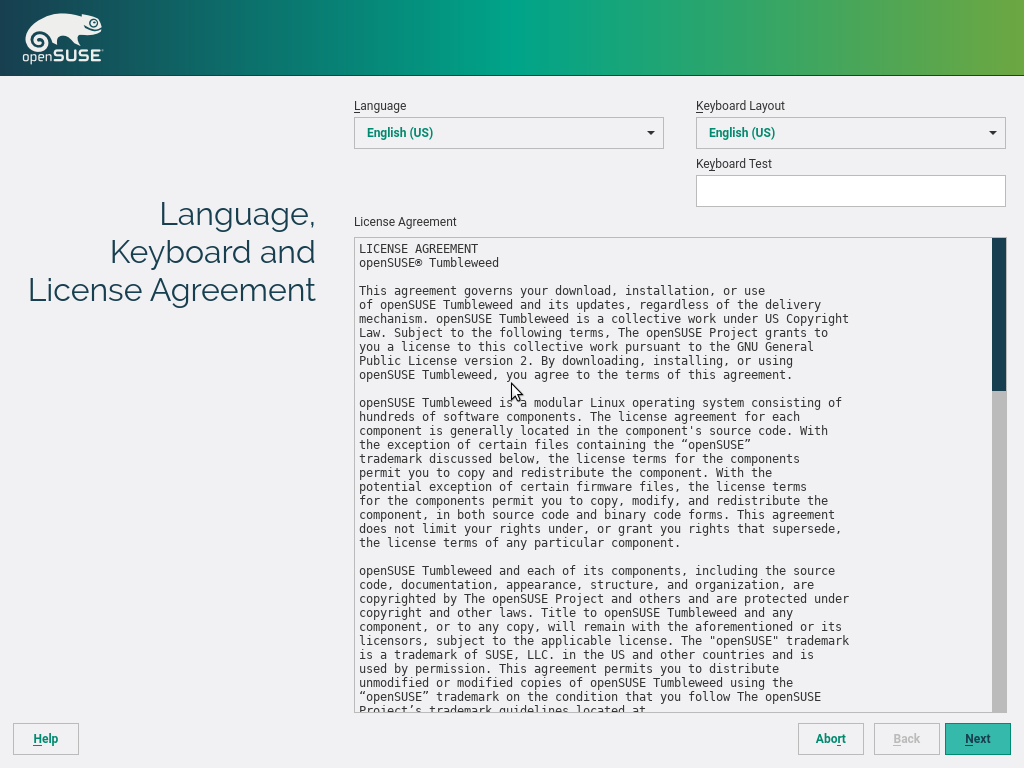 openSUSE
Language
Keyboard Layout
English (US)
English (US)
Keyboard Test
Language,
Keyboard and
License Agreement
License Agreement
LICENSE AGREEMENT
openSUSE® Tumbleweed
This agreement governs your download, installation, or use
of openSUSE Tumbleweed and its updates, regardless of the delivery
mechanism. openSUSE Tumbleweed is a collective work under US Copyright
Law. Subject to the following terms, The openSUSE Project grants to
you a license to this collective work pursuant to the GNU General
Public License version 2. By downloading, installing, or using
openSUSE Tumbleweed, you agree to the terms of this agreement.
openSUSE Tumbleweed is a modular Linux operating system consisting of
hundreds of software components. The license agreement for each
component is generally located in the component's source code. With
the exception of certain files containing the “openSUSE”
trademark discussed below, the license terms for the components
permit you to copy and redistribute the component. With the
potential exception of certain firmware files, the license terms
for the components permit you to copy, modify, and redistribute the
component, in both source code and binary code forms. This agreement
does not limit your rights under, or grant you rights that supersede,
the license terms of any particular component.
openSUSE Tumbleweed and each of its components, including the source
code, documentation, appearance, structure, and organization, are
copyrighted by The openSUSE Project and others and are protected under
copyright and other laws. Title to openSUSE Tumbleweed and any
component, or to any copy, will remain with the aforementioned or its
licensors, subject to the applicable license. The "openSUSE" trademark
is a trademark of SUSE, LLC. in the US and other countries and is
used by permission. This agreement permits you to distribute
unmodified or modified copies of openSUSE Tumbleweed using the
“openSUSE” trademark on the condition that you follow The openSUSE
Project’s trademark guidelines located at
Help
Abort
Back
Next